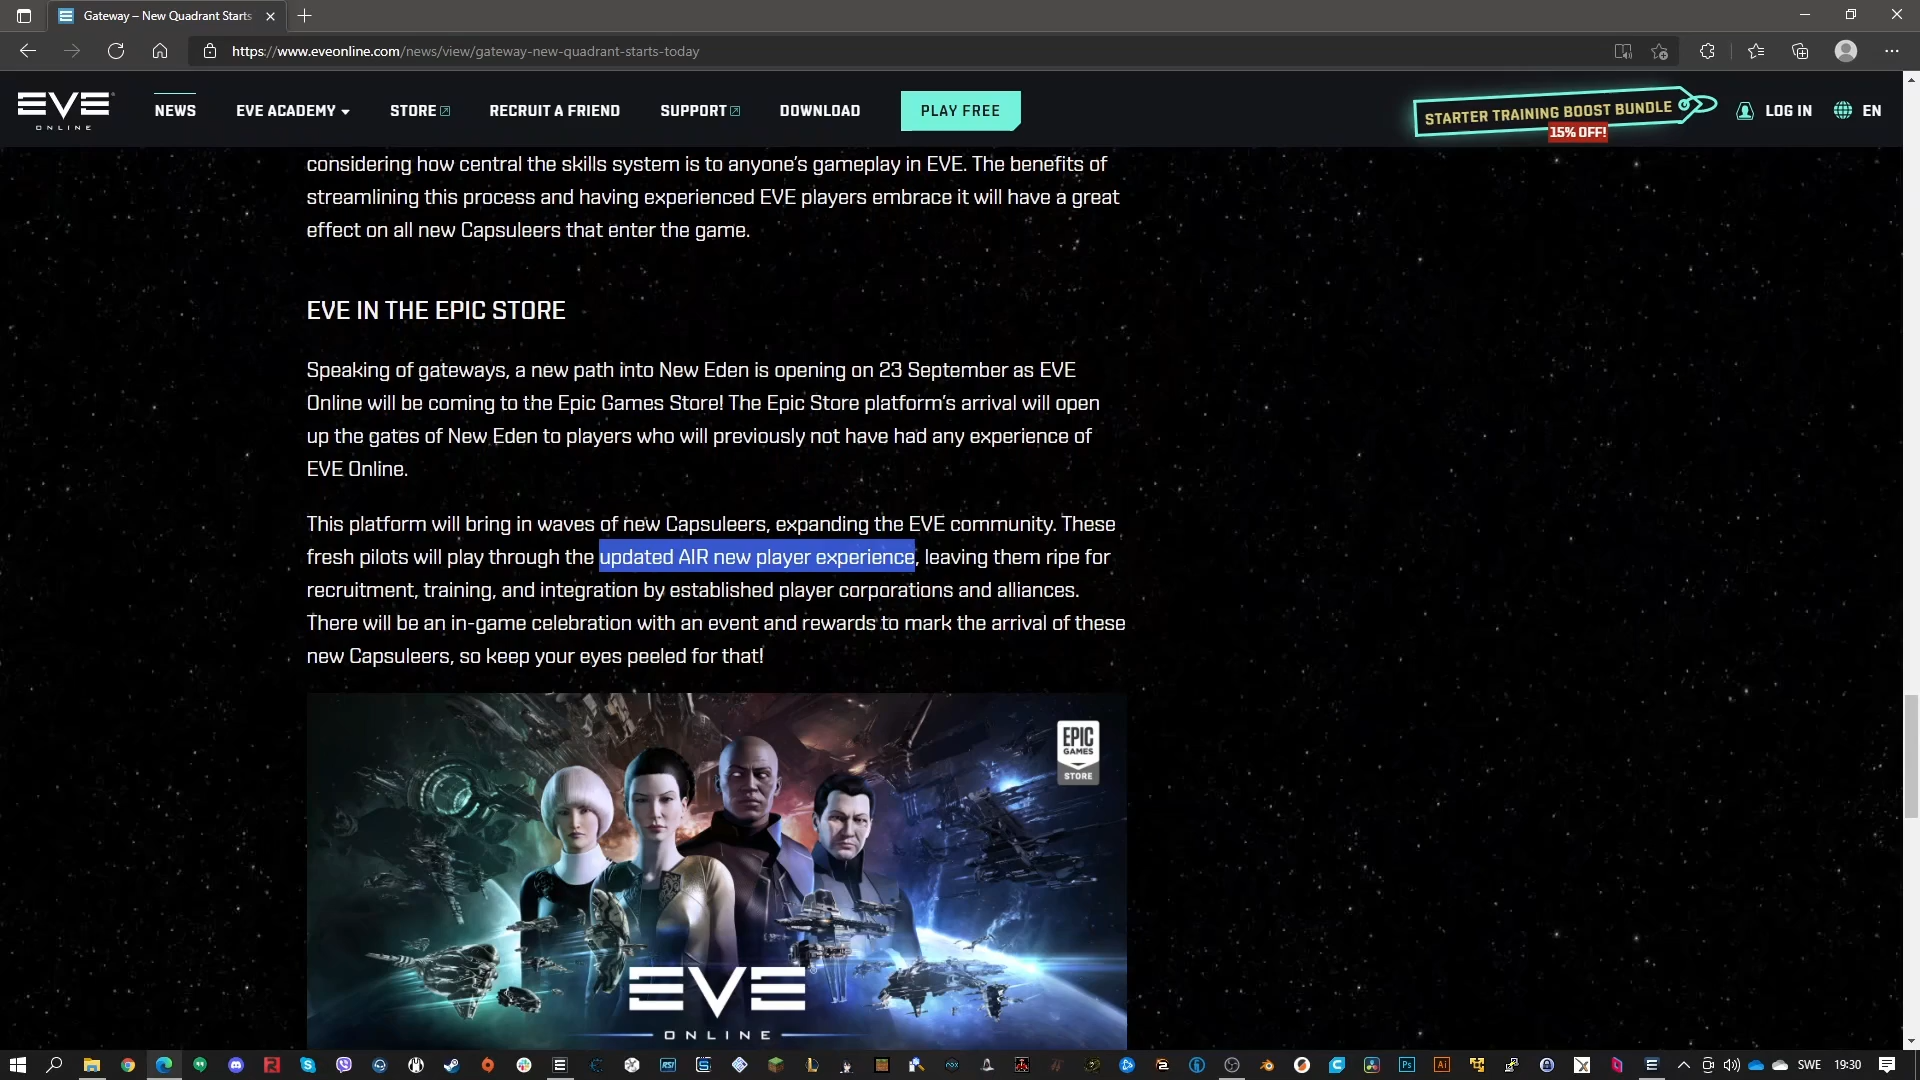 Gateway – New Quadrant Starts
https://www.eveonline.com/news/view/gateway-new-quadrant-starts-today
EVE
ONLINE
NEWS
EVE ACADEMY
STORE
RECRUIT A FRIEND
SUPPORT
DOWNLOAD
PLAY FREE
STARTER TRAINING BOOST BUNDLE
15% OFF!
LOG IN
EN
considering how central the skills system is to anyone’s gameplay in EVE. The benefits of
streamlining this process and having experienced EVE players embrace it will have a great
effect on all new Capsuleers that enter the game.
EVE IN THE EPIC STORE
Speaking of gateways, a new path into New Eden is opening on 23 September as EVE
Online will be coming to the Epic Games Store! The Epic Store platform’s arrival will open
up the gates of New Eden to players who will previously not have had any experience of
EVE Online.
This platform will bring in waves of new Capsuleers, expanding the EVE community. These
fresh pilots will play through the updated AIR new player experience, leaving them ripe for
recruitment, training, and integration by established player corporations and alliances.
There will be an in-game celebration with an event and rewards to mark the arrival of these
new Capsuleers, so keep your eyes peeled for that!
EPIC
GAMES
STORE
EVE
ONLINE
SWE
19:30